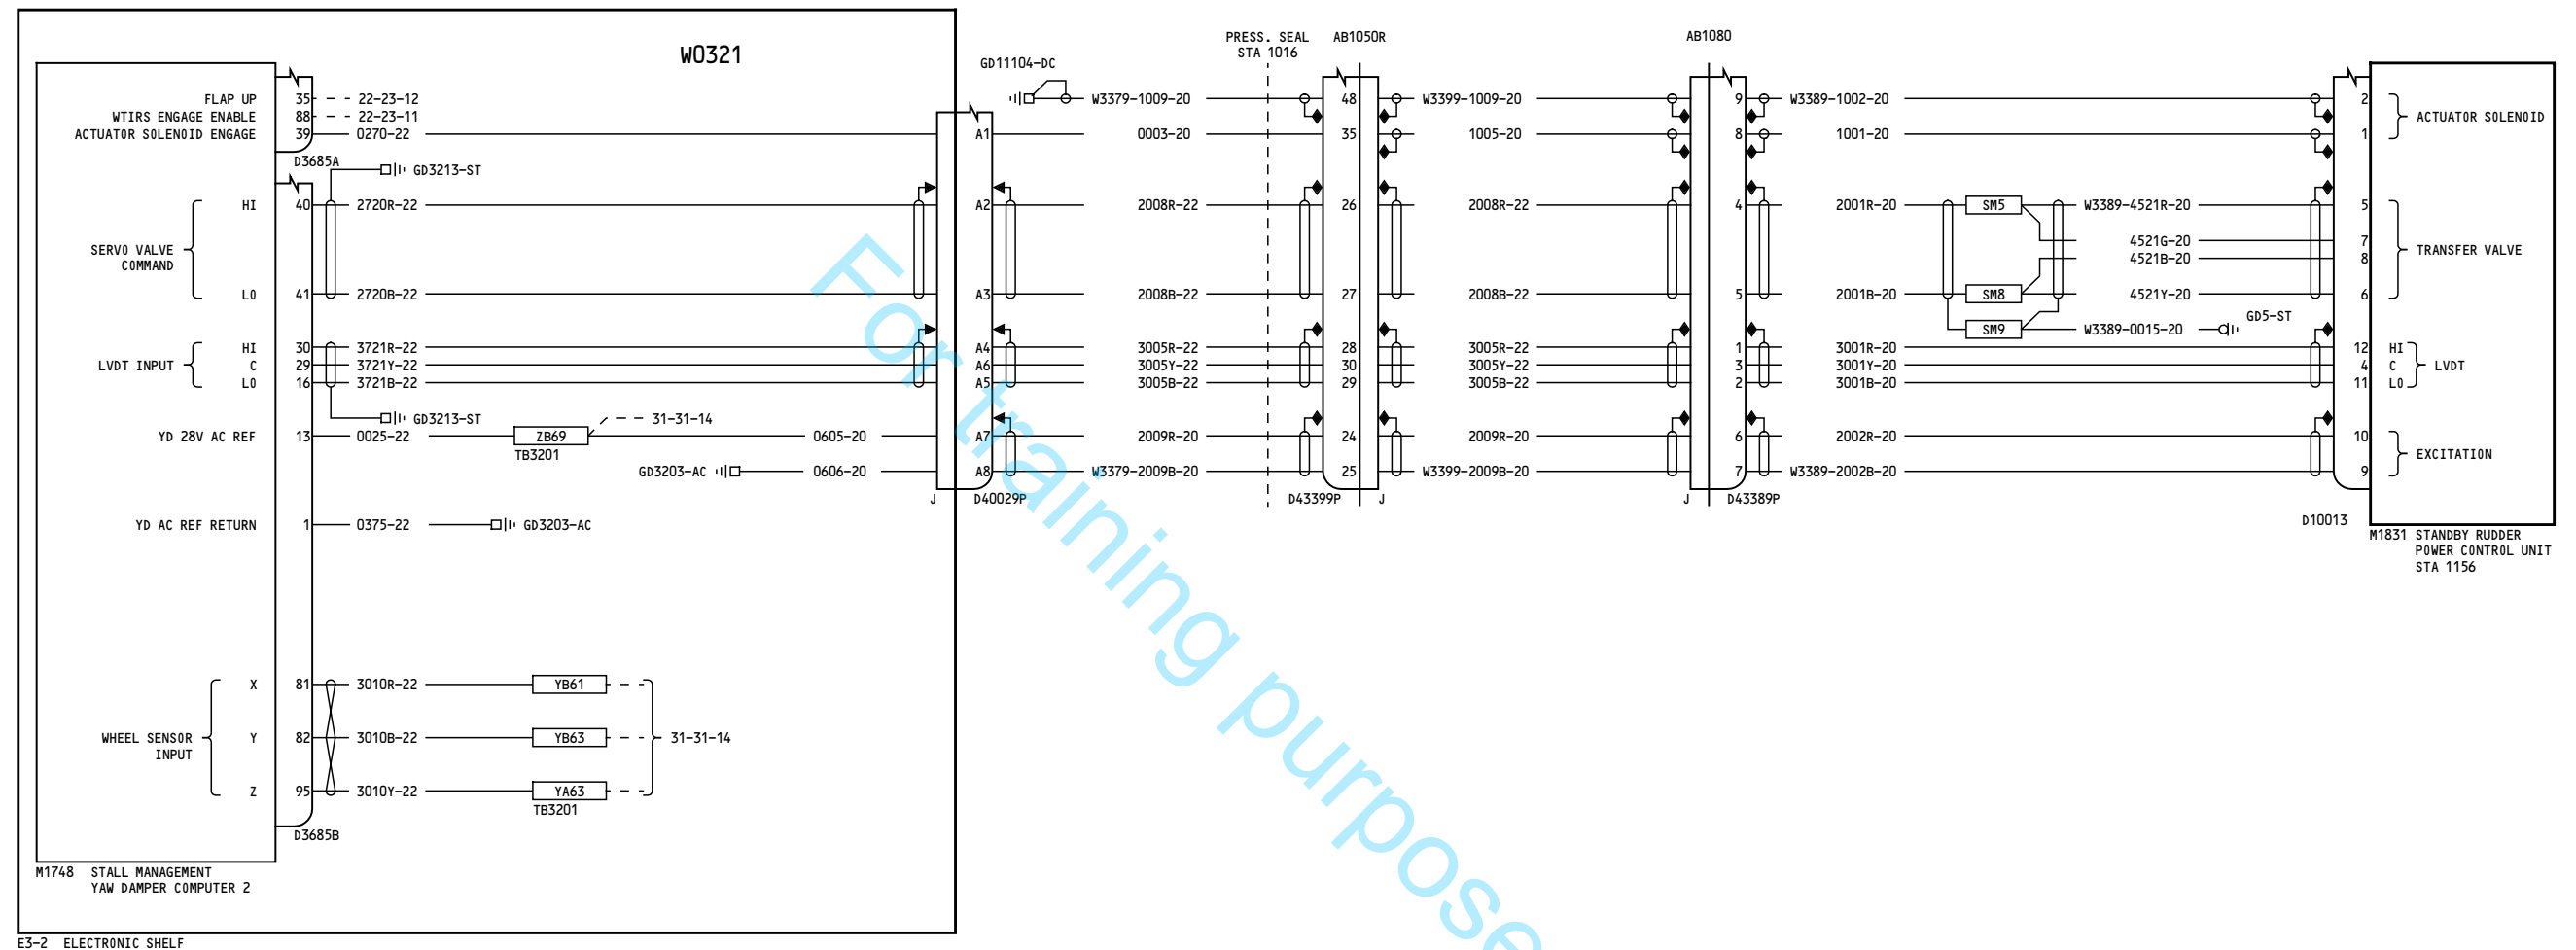 W0321
PRESS. SEAL
STA 1016
AB1050R
AB1080
GD11104-DC
FLAP UP 35 22-23-12
WTIRS ENGAGE ENABLE 88 22-23-11
ACTUATOR SOLENOID ENGAGE 39 0270-22 A1 0003-20 35 1005-20 8 1001-20 1
W3379-1009-20 48 W3399-1009-20 9 W3389-1002-20 2
ACTUATOR SOLENOID
D3685A
GD3213-ST
HI 40 2720R-22 A2 2008R-22 26 2008R-22 4 2001R-20 SM5 W3389-4521R-20 5
4521G-20 7
SERVO VALVE
COMMAND
TRANSFER VALVE
4521B-20 8
LO 41 2720B-22 A3 2008B-22 27 2008B-22 5 2001B-20 SM8 4521Y-20 6
GD5-ST
SM9 W3389-0015-20
HI 30 3721R-22 A4 3005R-22 28 3005R-22 1 3001R-20 12 HI
LVDT INPUT C 29 3721Y-22 A6 3005Y-22 30 3005Y-22 3 3001Y-20 4 C LVDT
LO 16 3721B-22 A5 3005B-22 29 3005B-22 2 3001B-20 11 LO
GD3213-ST
31-31-14
YD 28V AC REF 13 0025-22 ZB69 0605-20 A7 2009R-20 24 2009R-20 6 2002R-20 10
TB3201
EXCITATION
GD3203-AC 0606-20 A8 W3379-2009B-20 25 W3399-2009B-20 7 W3389-2002B-20 9
J D40029P D43399P J J D43389P
D10013
YD AC REF RETURN 1 0375-22 GD3203-AC
M1831 STANDBY RUDDER
POWER CONTROL UNIT
STA 1156
X 81 3010R-22 YB61
WHEEL SENSOR
INPUT
Y 82 3010B-22 YB63 31-31-14
Z 95 3010Y-22 YA63
TB3201
D3685B
M1748 STALL MANAGEMENT
YAW DAMPER COMPUTER 2
E3-2 ELECTRONIC SHELF
For training purpose